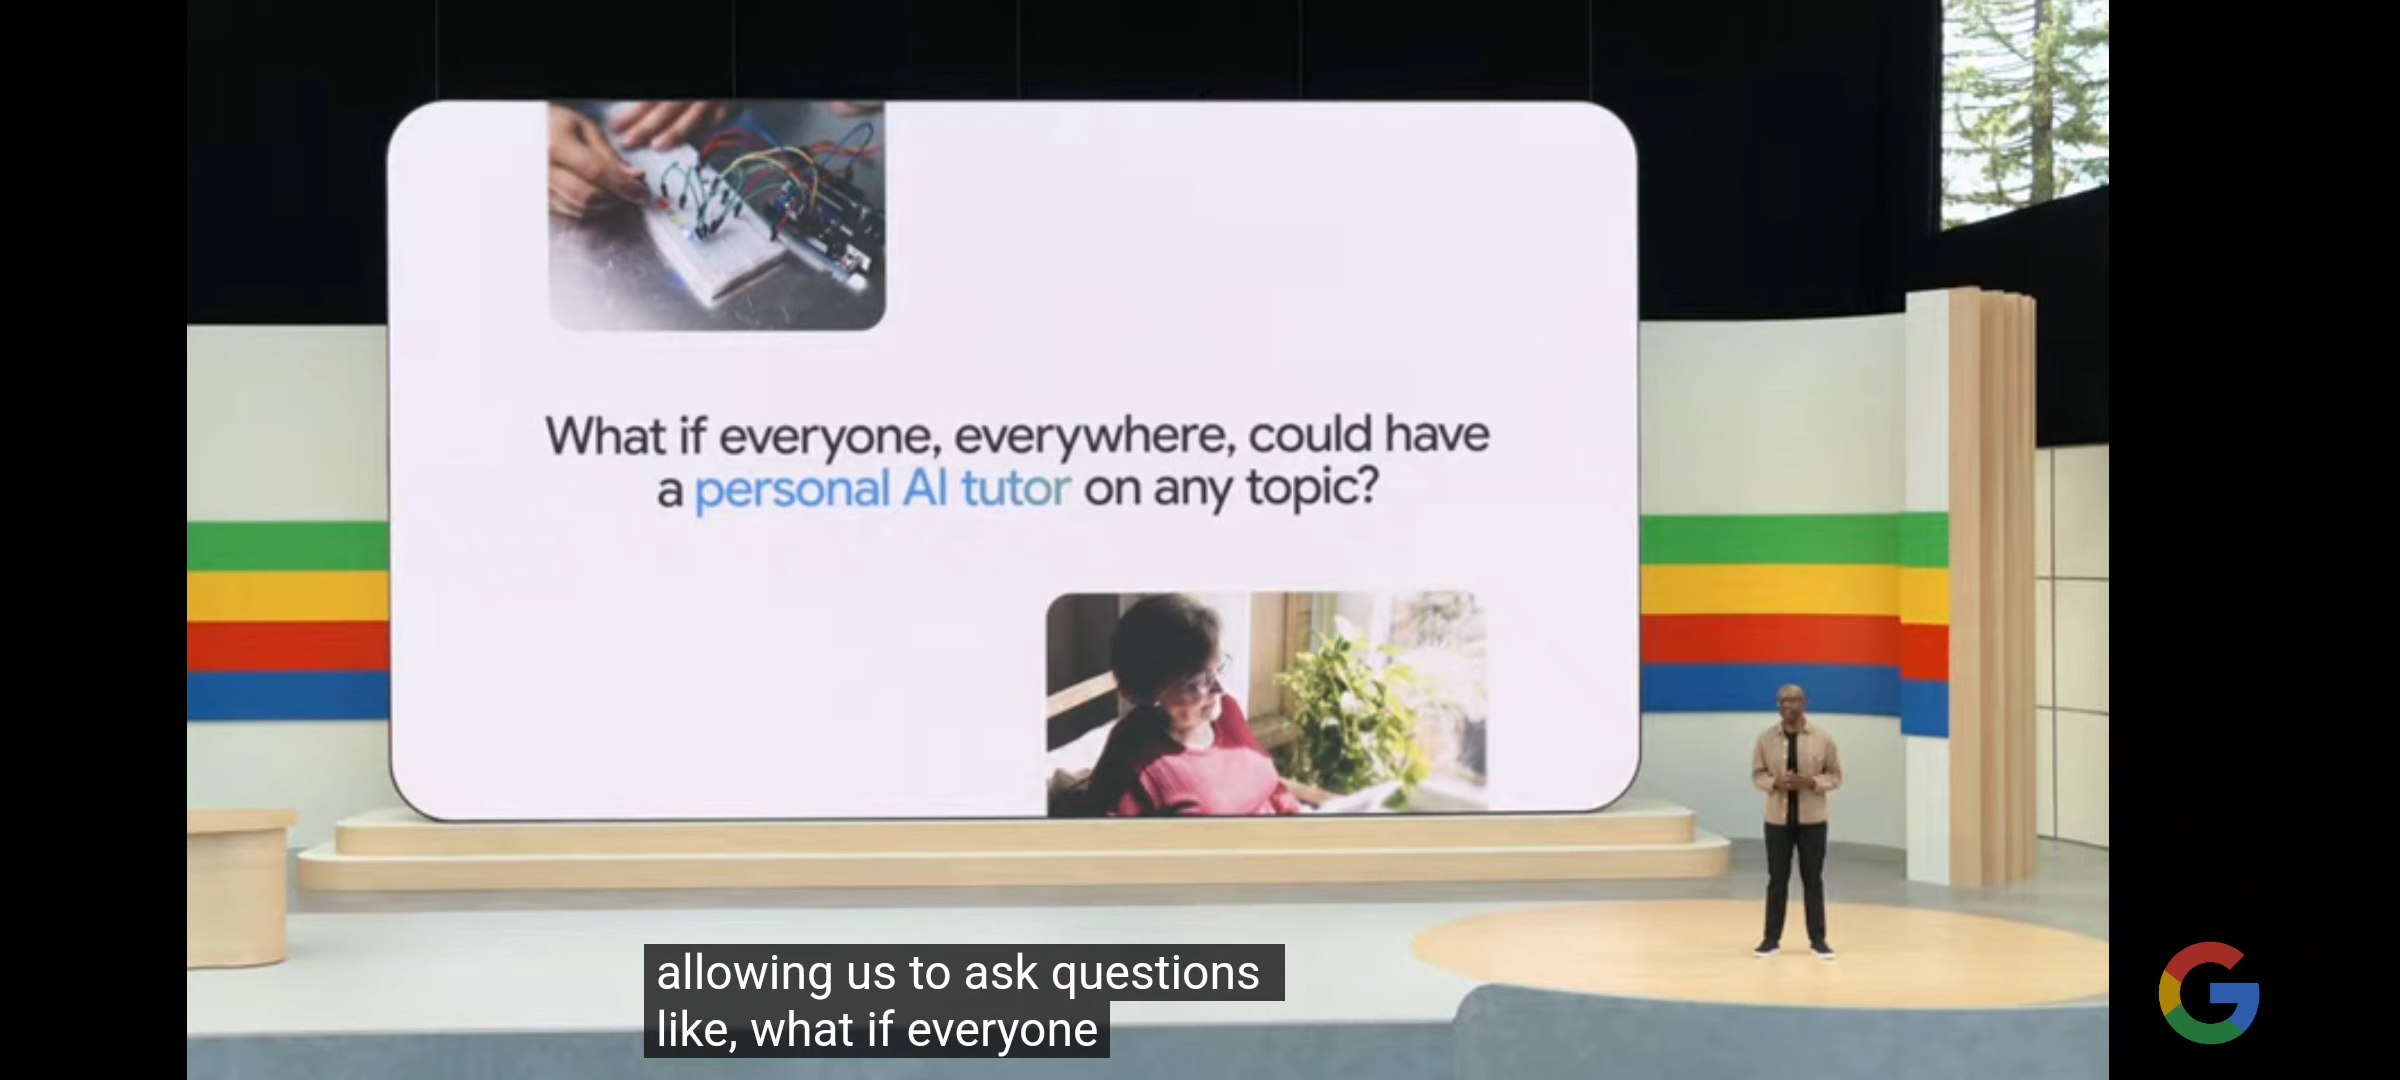 What if everyone, everywhere, could have
a personal AI tutor on any topic?
allowing us to ask questions
like, what if everyone